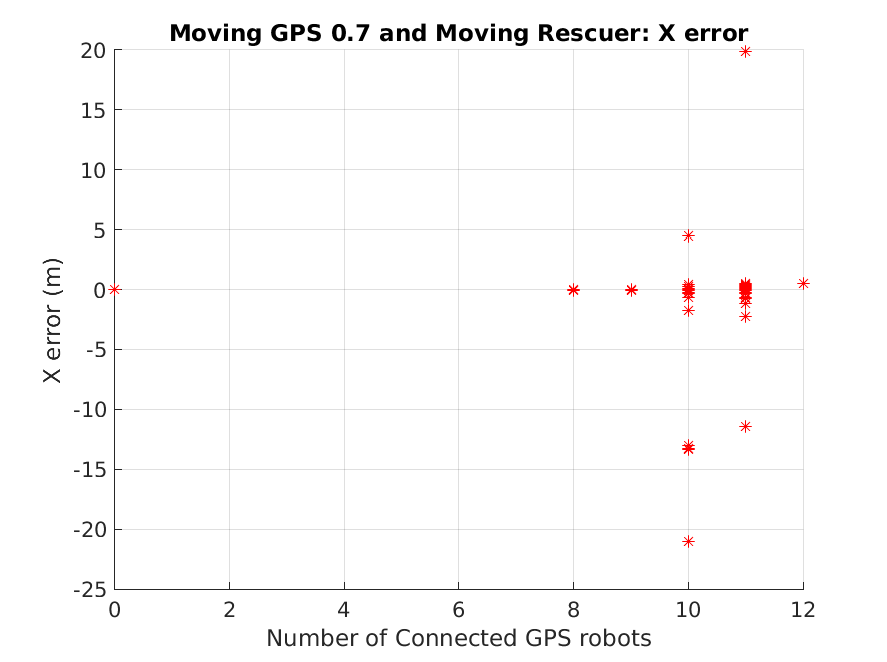 Moving GPS 0.7 and Moving Rescuer: X error
20
15
10
5
0
-5
-10
-15
-20
-25
X error (m)
0 2 4 6 8 10 12
Number of Connected GPS robots